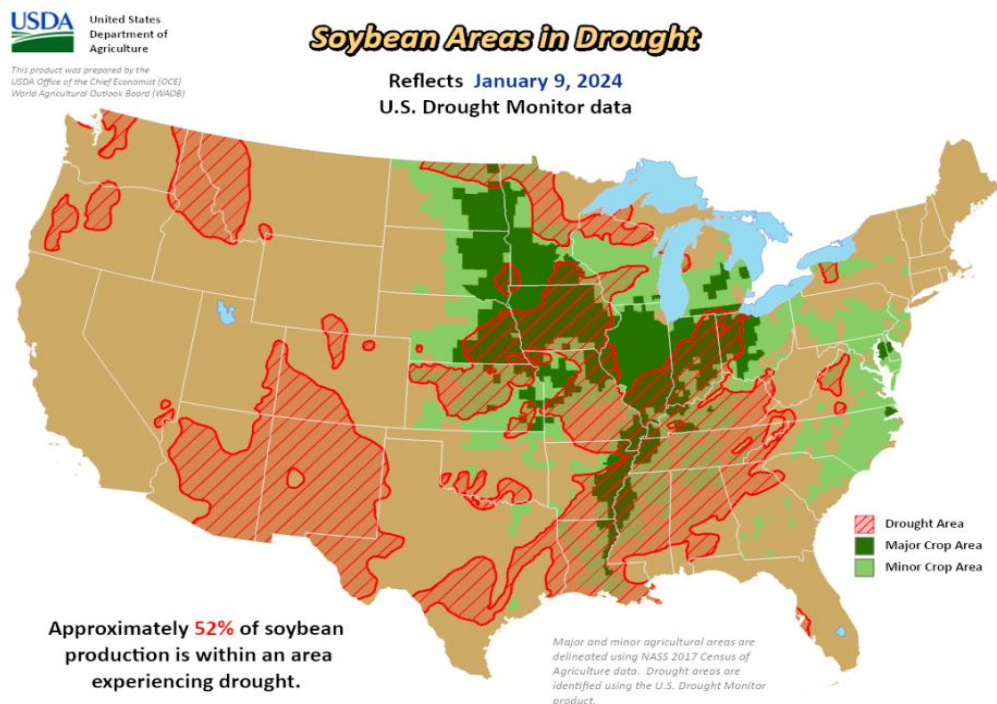 USDA
United States
Department of
Agriculture
This product was prepared by the
USDA Office of the Chief Economist (OCE)
World Agricultural Outlook Board (WAOB)
Soybean Areas in Drought
Reflects January 9, 2024
U.S. Drought Monitor data
Drought Area
Major Crop Area
Minor Crop Area
Approximately 52% of soybean
production is within an area
experiencing drought.
Major and minor agricultural areas are
delineated using NASS 2017 Census of
Agriculture data. Drought areas are
identified using the U.S. Drought Monitor
product.